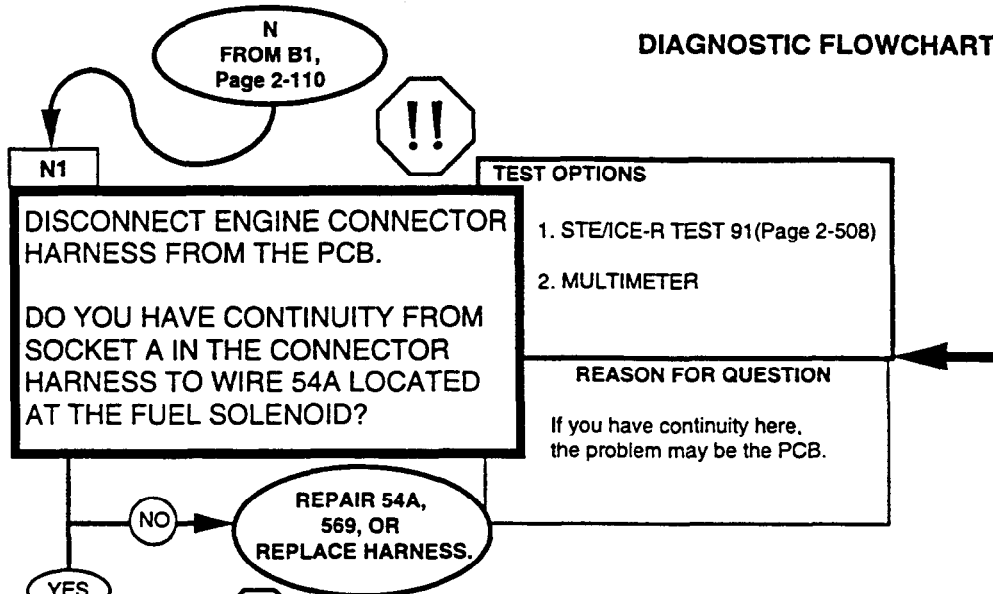 DIAGNOSTIC FLOWCHART
N
FROM B1,
Page 2-110
!!
N1
DISCONNECT ENGINE CONNECTOR
HARNESS FROM THE PCB.
DO YOU HAVE CONTINUITY FROM
SOCKET A IN THE CONNECTOR
HARNESS TO WIRE 54A LOCATED
AT THE FUEL SOLENOID?
TEST OPTIONS
1. STE/ICE-R TEST 91(Page 2-508)
2. MULTIMETER
REASON FOR QUESTION
If you have continuity here,
the problem may be the PCB.
NO
REPAIR 54A,
569, OR
REPLACE HARNESS.
YES